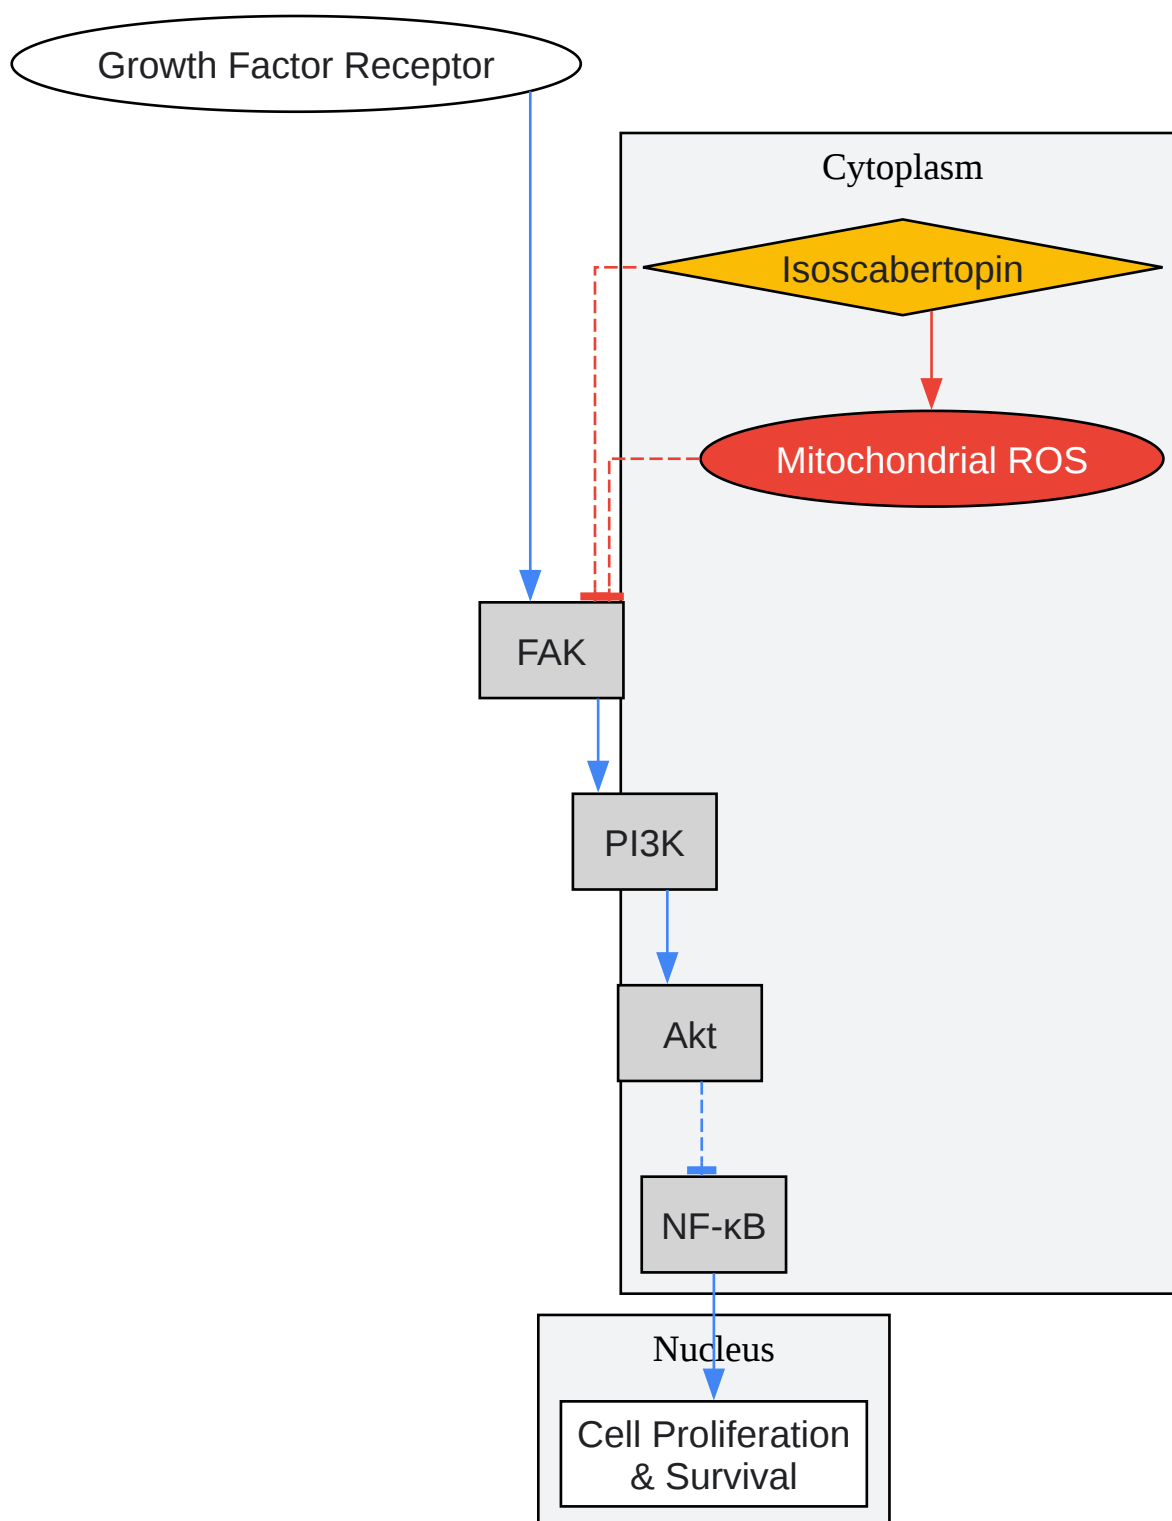 Growth Factor Receptor
Cytoplasm
Isoscabertopin
Mitochondrial ROS
FAK
PI3K
Akt
NF-κB
Nucleus
Cell Proliferation
& Survival